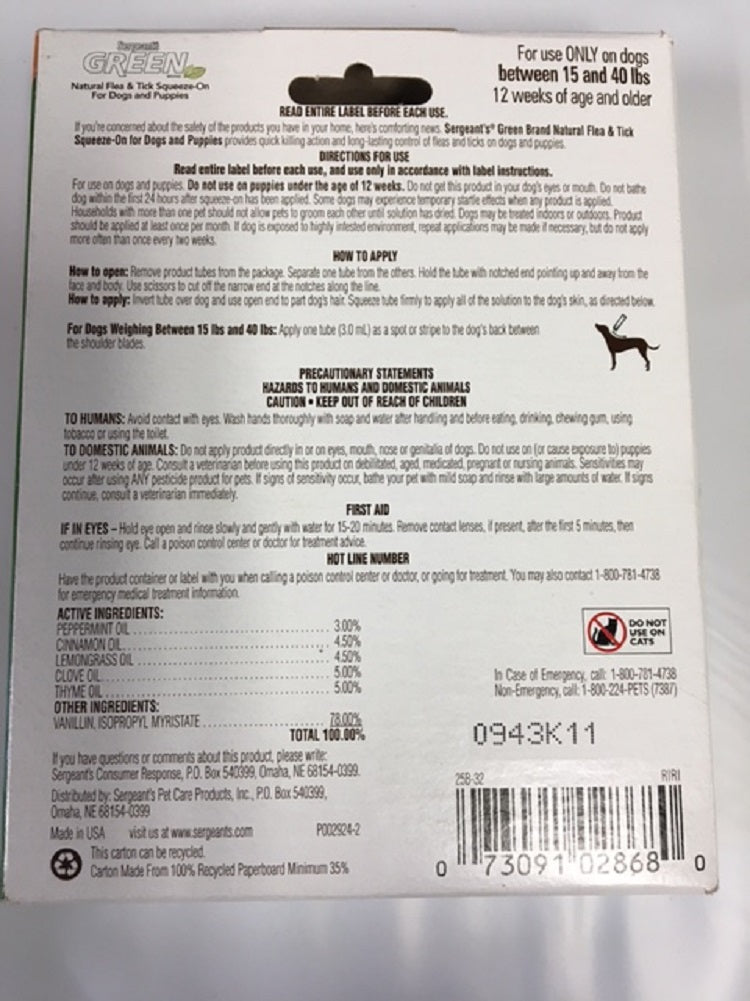 Sergeant's
GREEN
BRAND
Natural Flea & Tick Squeeze-On
For Dogs and Puppies
For use ONLY on dogs
between 15 and 40 lbs
12 weeks of age and older
READ ENTIRE LABEL BEFORE EACH USE.
If you're concerned about the safety of the products you have in your home, here's comforting news. Sergeant's® Green Brand Natural Flea & Tick
Squeeze-On for Dogs and Puppies provides quick killing action and long-lasting control of fleas and ticks on dogs and puppies.
DIRECTIONS FOR USE
Read entire label before each use, and use only in accordance with label instructions.
For use on dogs and puppies. Do not use on puppies under the age of 12 weeks. Do not get this product in your dog's eyes or mouth. Do not bathe
dog within the first 24 hours after squeeze-on has been applied. Some dogs may experience temporary startle effects when any product is applied.
Households with more than one pet should not allow pets to groom each other until solution has dried. Dogs may be treated indoors or outdoors. Product
should be applied at least once per month. If dog is exposed to highly infested environment, repeat applications may be made if necessary, but do not apply
more often than once every two weeks.
HOW TO APPLY
How to open: Remove product tubes from the package. Separate one tube from the others. Hold the tube with notched end pointing up and away from the
face and body. Use scissors to cut off the narrow end at the notches along the line.
How to apply: Invert tube over dog and use open end to part dog's hair. Squeeze tube firmly to apply all of the solution to the dog's skin, as directed below.
For Dogs Weighing Between 15 lbs and 40 lbs: Apply one tube (3.0 mL) as a spot or stripe to the dog's back between
the shoulder blades.
PRECAUTIONARY STATEMENTS
HAZARDS TO HUMANS AND DOMESTIC ANIMALS
CAUTION • KEEP OUT OF REACH OF CHILDREN
TO HUMANS: Avoid contact with eyes. Wash hands thoroughly with soap and water after handling and before eating, drinking, chewing gum, using
tobacco or using the toilet.
TO DOMESTIC ANIMALS: Do not apply product directly in or on eyes, mouth, nose or genitalia of dogs. Do not use on (or cause exposure to) puppies
under 12 weeks of age. Consult a veterinarian before using this product on debilitated, aged, medicated, pregnant or nursing animals. Sensitivities may
occur after using ANY pesticide product for pets. If signs of sensitivity occur, bathe your pet with mild soap and rinse with large amounts of water. If signs
continue, consult a veterinarian immediately.
FIRST AID
IF IN EYES – Hold eye open and rinse slowly and gently with water for 15-20 minutes. Remove contact lenses, if present, after the first 5 minutes, then
continue rinsing eye. Call a poison control center or doctor for treatment advice.
HOT LINE NUMBER
Have the product container or label with you when calling a poison control center or doctor, or going for treatment. You may also contact 1-800-781-4738
for emergency medical treatment information.
ACTIVE INGREDIENTS:
PEPPERMINT OIL 3.00%
CINNAMON OIL 4.50%
LEMONGRASS OIL 4.50%
CLOVE OIL 5.00%
THYME OIL 5.00%
OTHER INGREDIENTS:
VANILLIN, ISOPROPYL MYRISTATE 78.00%
TOTAL 100.00%
DO NOT
USE ON
CATS
In Case of Emergency, call: 1-800-781-4738
Non-Emergency, call: 1-800-224-PETS (7387)
0943K11
If you have questions or comments about this product, please write:
Sergeant's Consumer Response, P.O. Box 540399, Omaha, NE 68154-0399.
Distributed by: Sergeant's Pet Care Products, Inc., P.O. Box 540399,
Omaha, NE 68154-0399
Made in USA visit us at www.sergeants.com P002924-2
This carton can be recycled.
Carton Made From 100% Recycled Paperboard Minimum 35%
25B-32 R1R1
0 73091 02868 0